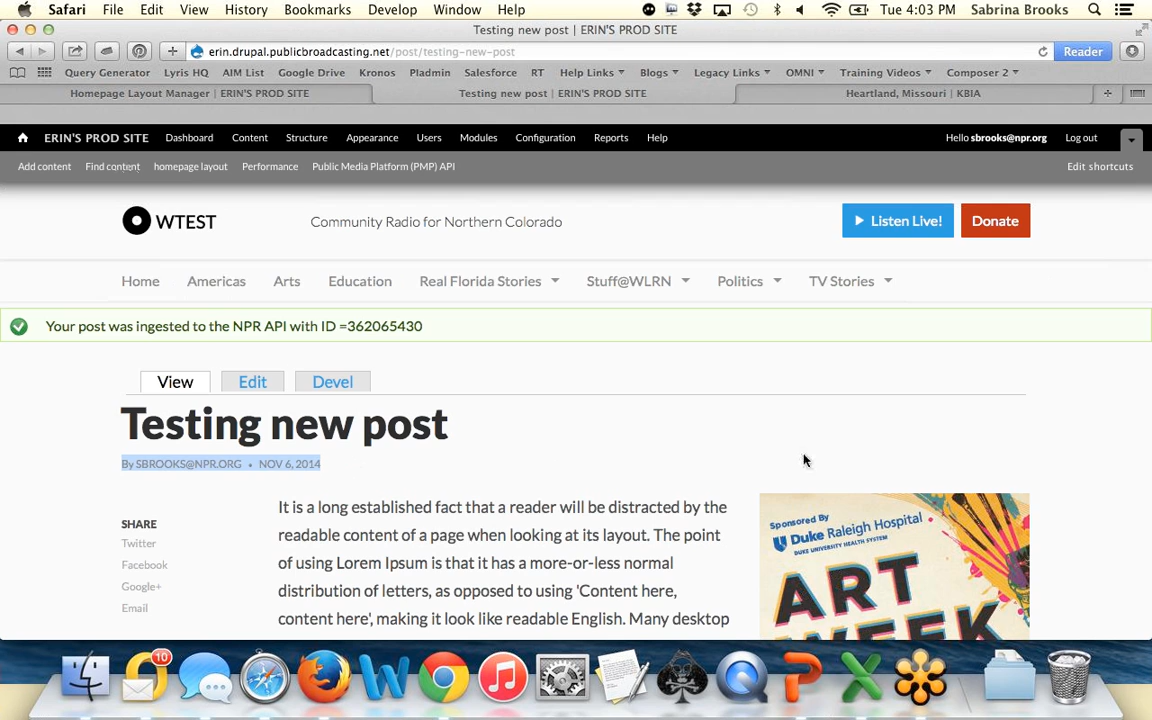 Safari File Edit View History Bookmarks Develop Window Help Tue 4:03 PM Sabrina Brooks
Testing new post | ERIN'S PROD SITE
erin.drupal.publicbroadcasting.net/post/testing-new-post Reader
Query Generator Lyris HQ AIM List Google Drive Kronos Pladmin Salesforce RT Help Links Blogs Legacy Links OMNI Training Videos Composer 2
Homepage Layout Manager | ERIN'S PROD SITE Testing new post | ERIN'S PROD SITE Heartland, Missouri | KBIA
ERIN'S PROD SITE Dashboard Content Structure Appearance Users Modules Configuration Reports Help Hello sbrooks@npr.org Log out
Add content Find content homepage layout Performance Public Media Platform (PMP) API Edit shortcuts
WTEST Community Radio for Northern Colorado Listen Live! Donate
Home Americas Arts Education Real Florida Stories Stuff@WLRN Politics TV Stories
Your post was ingested to the NPR API with ID =362065430
View Edit Devel
Testing new post
By SBROOKS@NPR.ORG • NOV 6, 2014
It is a long established fact that a reader will be distracted by the
readable content of a page when looking at its layout. The point
of using Lorem Ipsum is that it has a more-or-less normal
distribution of letters, as opposed to using 'Content here,
content here', making it look like readable English. Many desktop
SHARE
Twitter
Facebook
Google+
Email
Sponsored By
Duke Raleigh Hospital
DUKE UNIVERSITY HEALTH SYSTEM
ART
WEEK
10